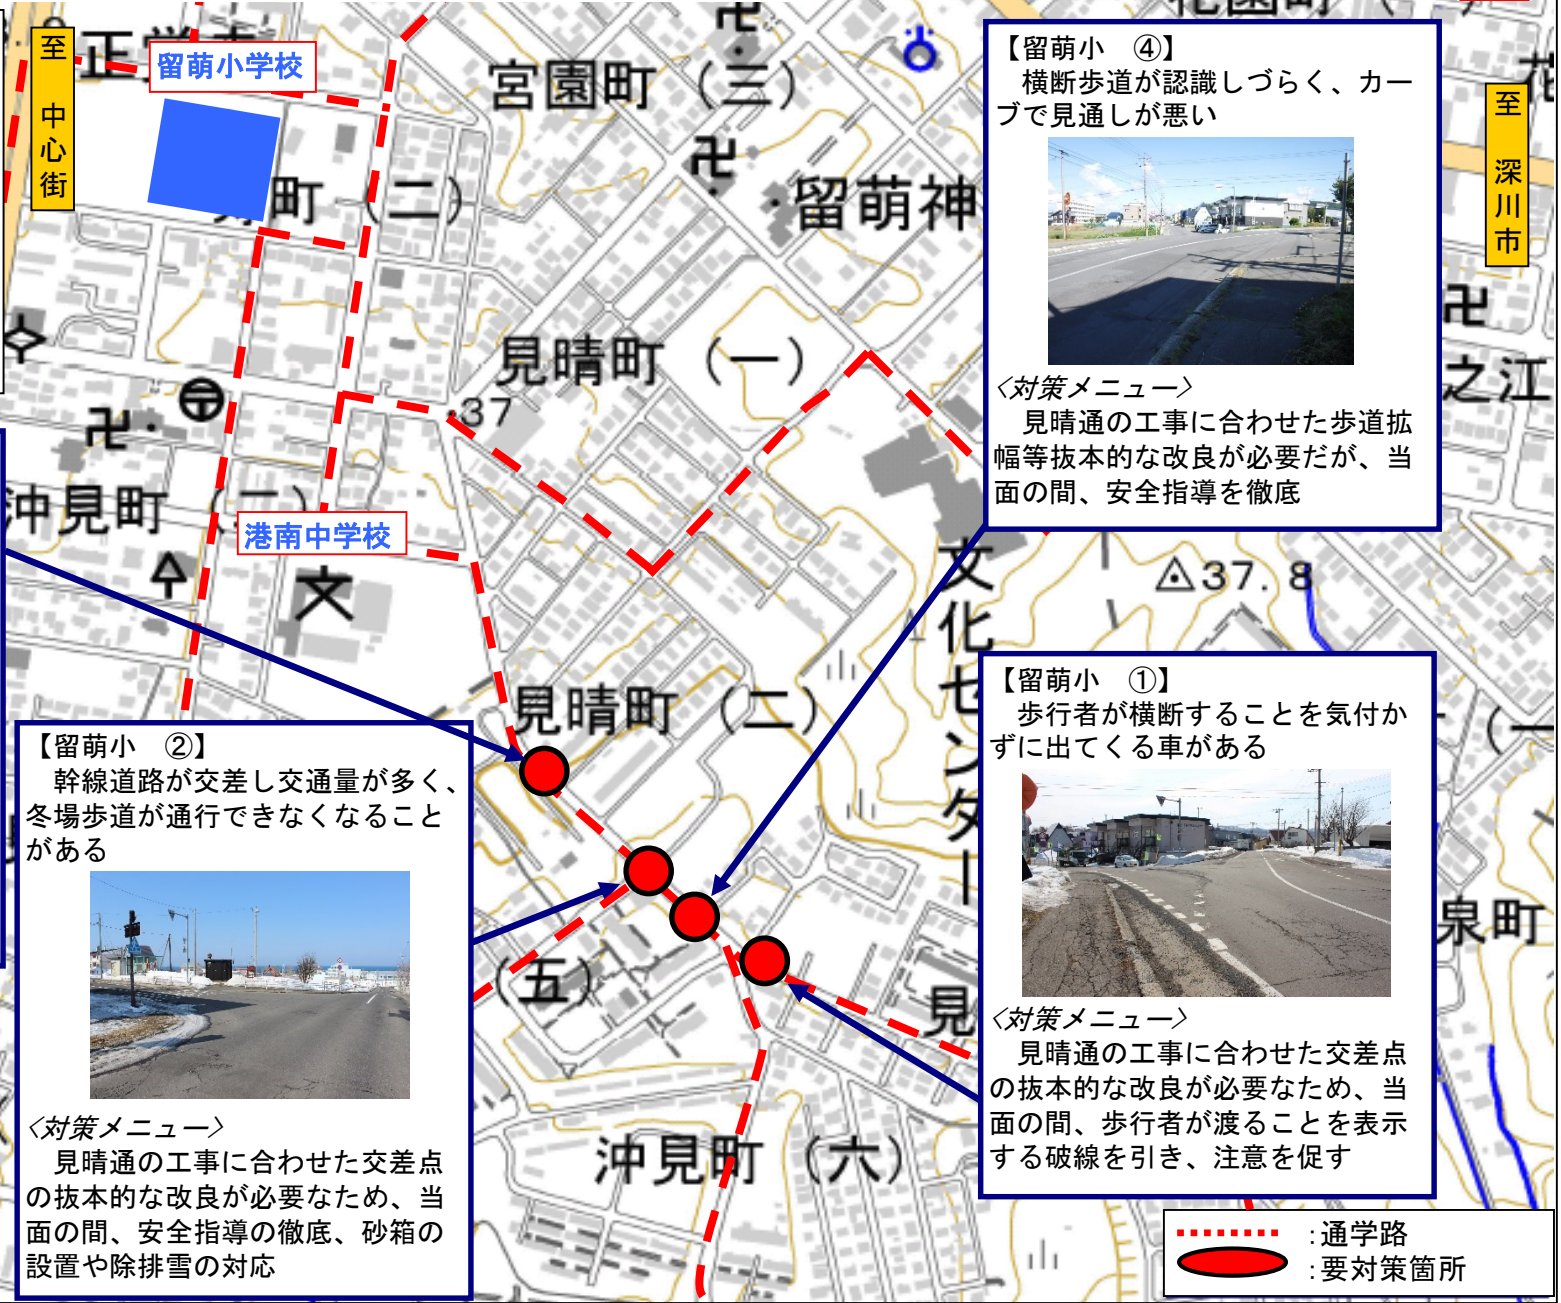 至 中心街
留萌小学校
宮園町（三）
町（二）
留萌神
【留萌小　④】
横断歩道が認識しづらく、カー
ブで見通しが悪い
〈対策メニュー〉
見晴通の工事に合わせた歩道拡
幅等抜本的な改良が必要だが、当
面の間、安全指導を徹底
至 深川市
之江
見晴町（一）
37
沖見町（二）
港南中学校
文化センター
37.8
見晴町（二）
【留萌小　①】
歩行者が横断することを気付か
ずに出てくる車がある
〈対策メニュー〉
見晴通の工事に合わせた交差点
の抜本的な改良が必要なため、当
面の間、歩行者が渡ることを表示
する破線を引き、注意を促す
【留萌小　②】
幹線道路が交差し交通量が多く、
冬場歩道が通行できなくなること
がある
〈対策メニュー〉
見晴通の工事に合わせた交差点
の抜本的な改良が必要なため、当
面の間、安全指導の徹底、砂箱の
設置や除排雪の対応
（五）
見
泉町
沖見町（六）
：通学路
：要対策箇所